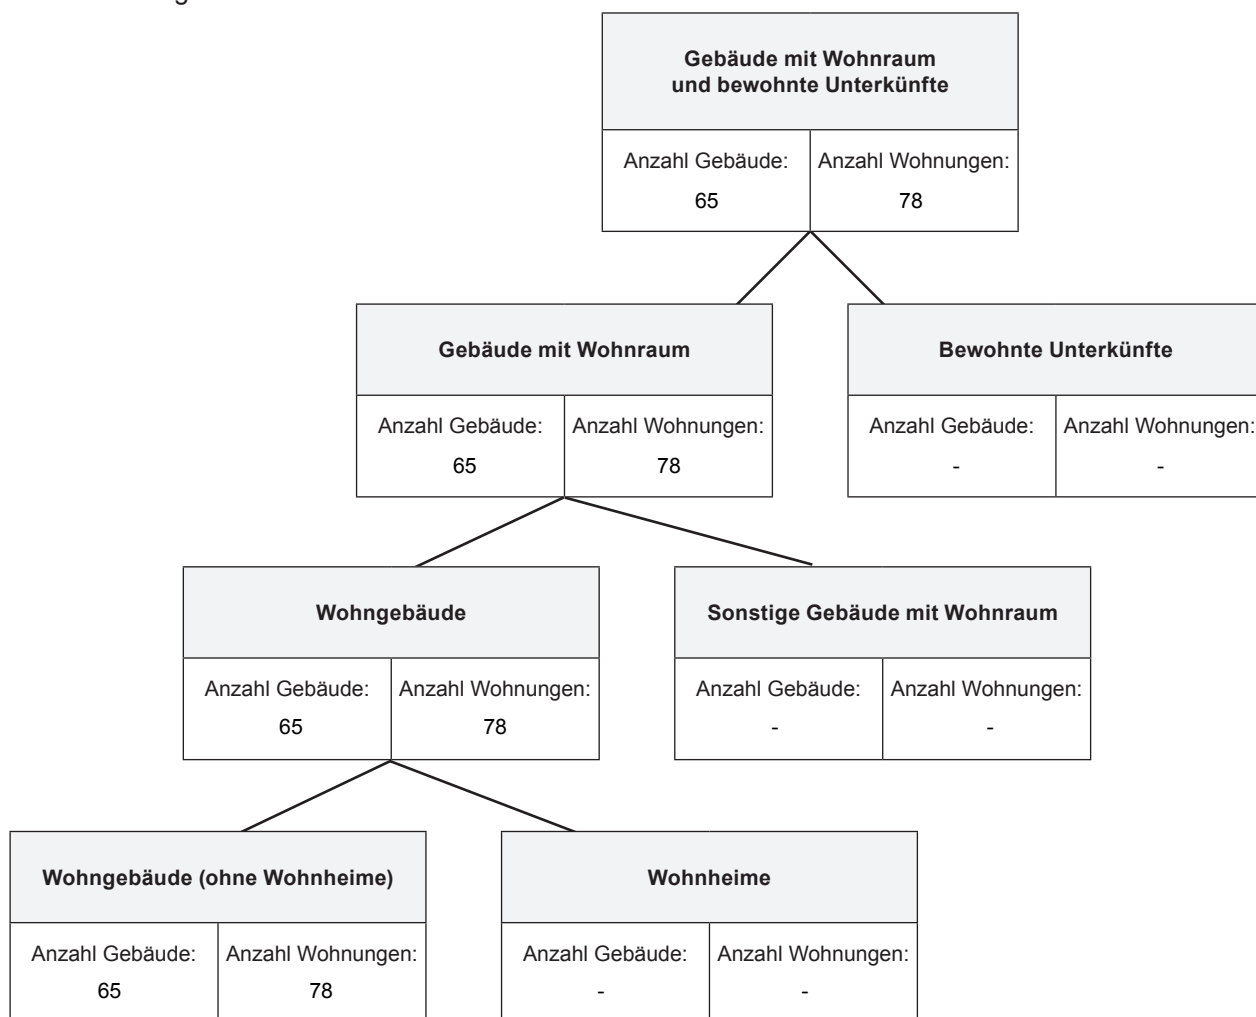 Gebäude mit Wohnraum
und bewohnte Unterkünfte
Anzahl Gebäude: Anzahl Wohnungen:
65 78
Gebäude mit Wohnraum
Bewohnte Unterkünfte
Anzahl Gebäude: Anzahl Wohnungen:
65 78
Anzahl Gebäude: Anzahl Wohnungen:
- -
Wohngebäude
Sonstige Gebäude mit Wohnraum
Anzahl Gebäude: Anzahl Wohnungen:
65 78
Anzahl Gebäude: Anzahl Wohnungen:
- -
Wohngebäude (ohne Wohnheime)
Wohnheime
Anzahl Gebäude: Anzahl Wohnungen:
65 78
Anzahl Gebäude: Anzahl Wohnungen:
- -